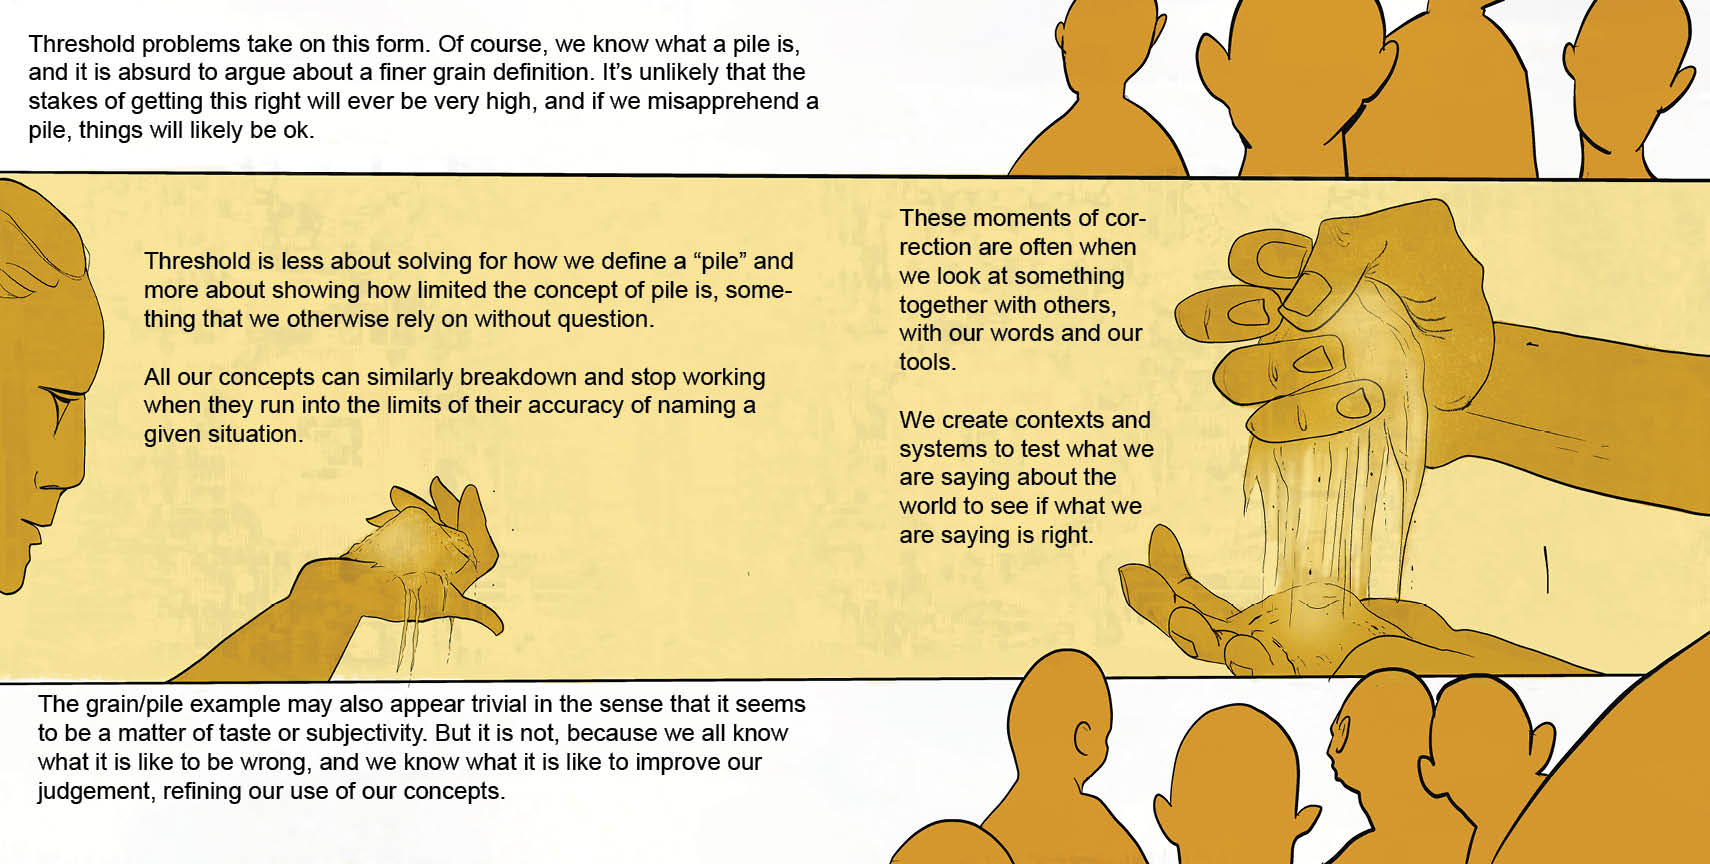 Threshold problems take on this form. Of course, we know what a pile is,
and it is absurd to argue about a finer grain definition. It’s unlikely that the
stakes of getting this right will ever be very high, and if we misapprehend a
pile, things will likely be ok.
Threshold is less about solving for how we define a “pile” and
more about showing how limited the concept of pile is, some-
thing that we otherwise rely on without question.
All our concepts can similarly breakdown and stop working
when they run into the limits of their accuracy of naming a
given situation.
These moments of cor-
rection are often when
we look at something
together with others,
with our words and our
tools.
We create contexts and
systems to test what we
are saying about the
world to see if what we
are saying is right.
The grain/pile example may also appear trivial in the sense that it seems
to be a matter of taste or subjectivity. But it is not, because we all know
what it is like to be wrong, and we know what it is like to improve our
judgement, refining our use of our concepts.